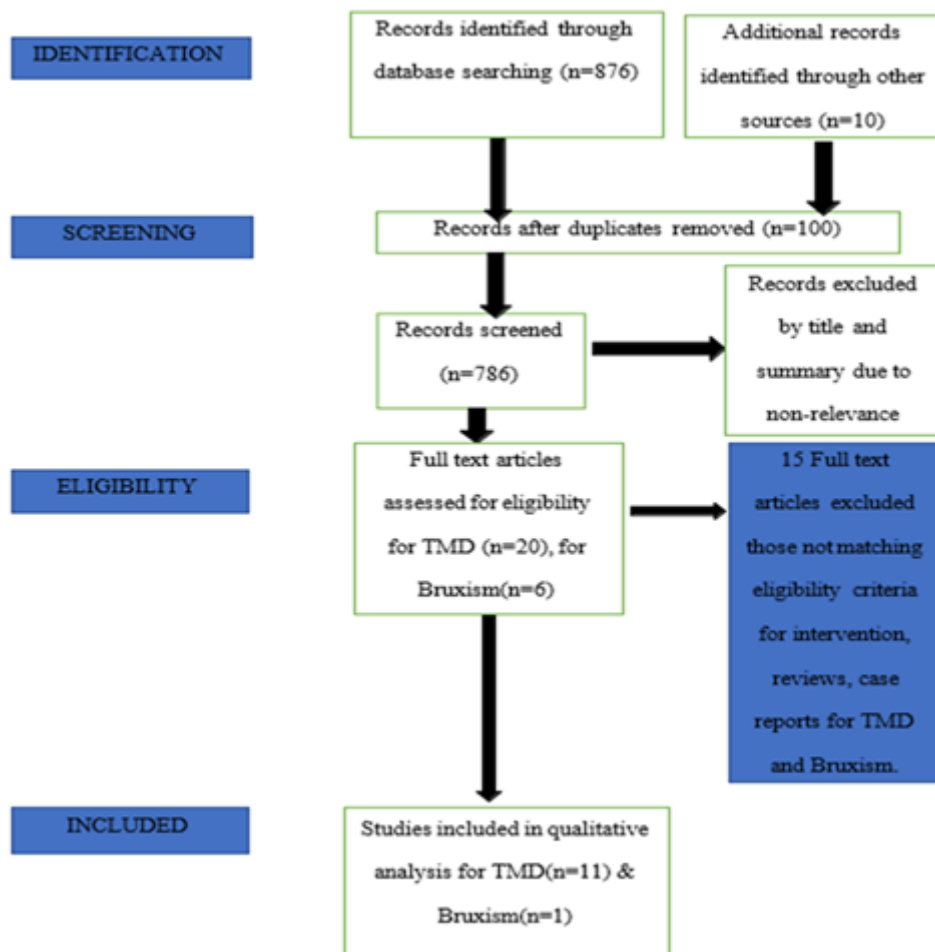 IDENTIFICATION
Records identified through
database searching (n=876)
Additional records
identified through other
sources (n=10)
SCREENING
Records after duplicates removed (n=100)
Records screened
(n=786)
Records excluded
by title and
summary due to
non-relevance
ELIGIBILITY
Full text articles
assessed for eligibility
for TMD (n=20), for
Bruxism(n=6)
15 Full text
articles excluded
those not matching
eligibility criteria
for intervention,
reviews, case
reports for TMD
and Bruxism.
INCLUDED
Studies included in qualitative
analysis for TMD(n=11) &
Bruxism(n=1)